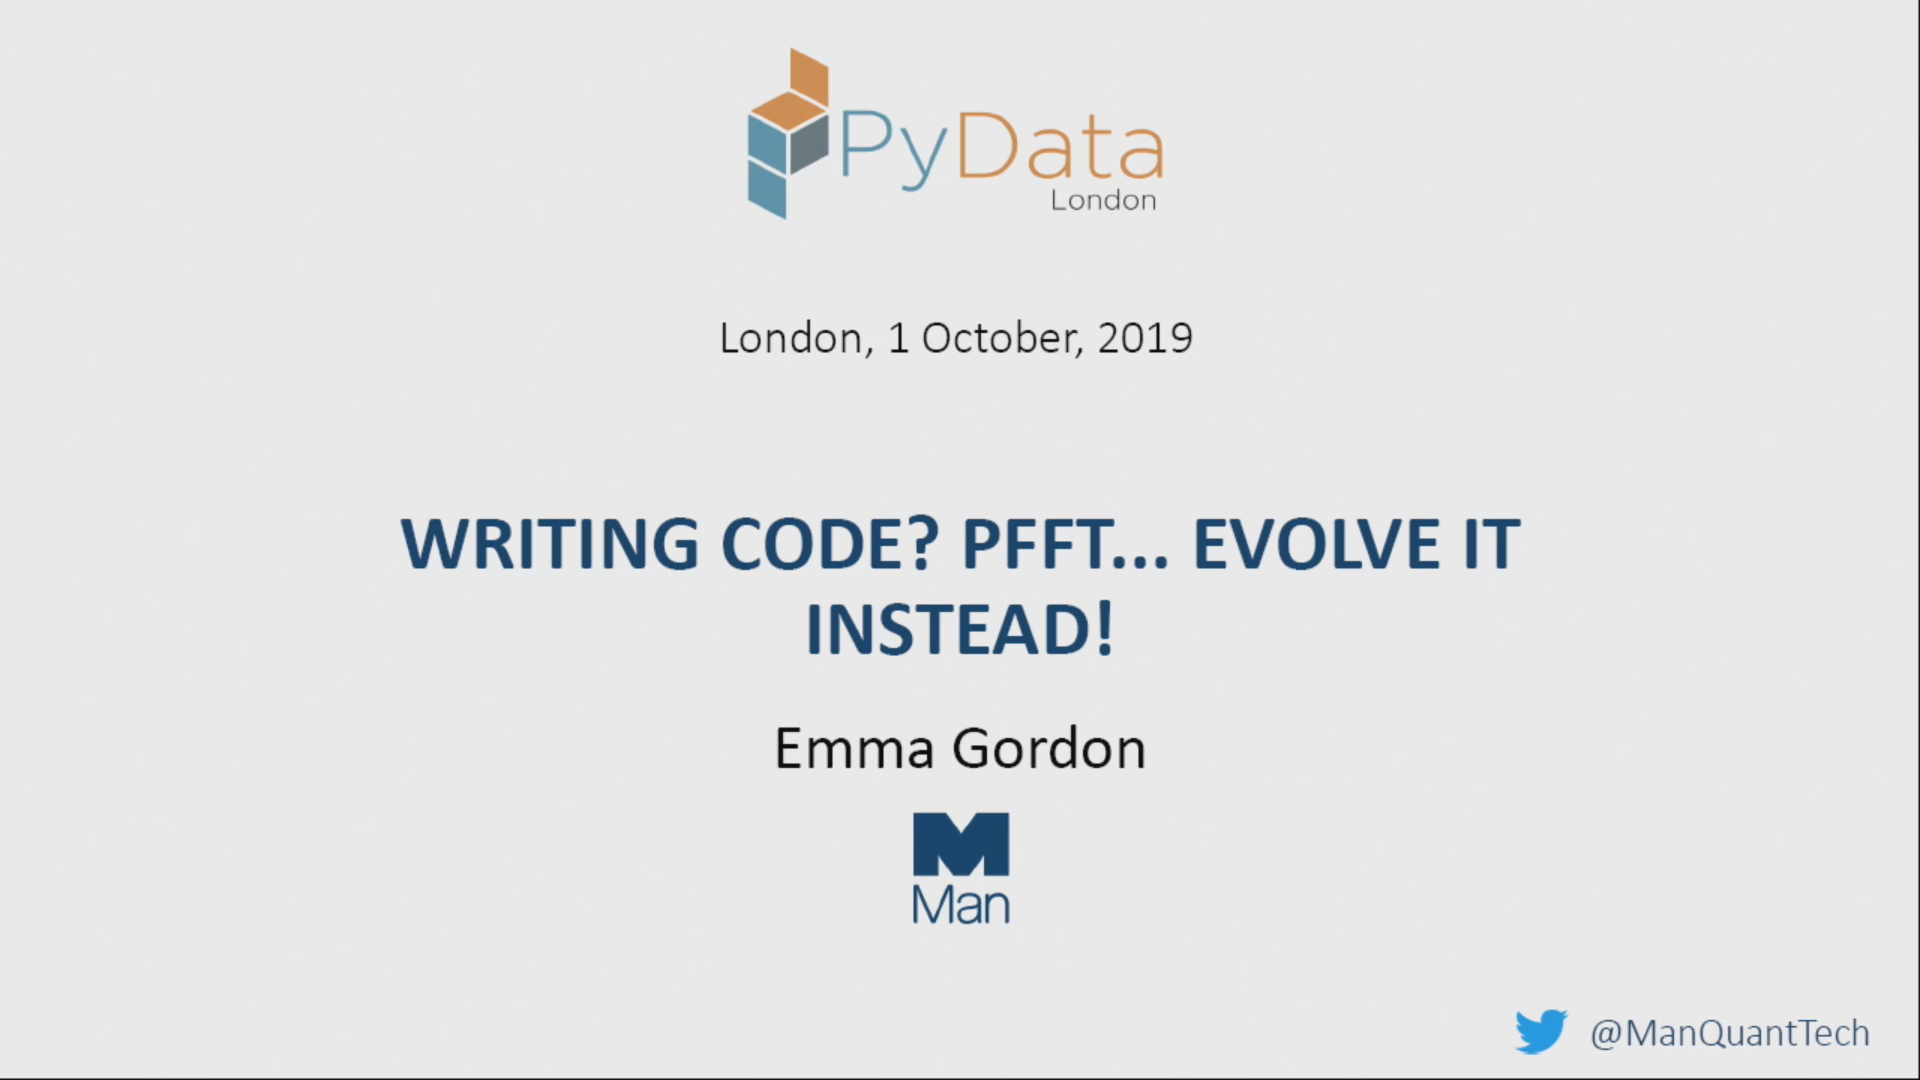 PyData
London
London, 1 October, 2019
WRITING CODE? PFFT... EVOLVE IT
INSTEAD!
Emma Gordon
Man
@ManQuantTech